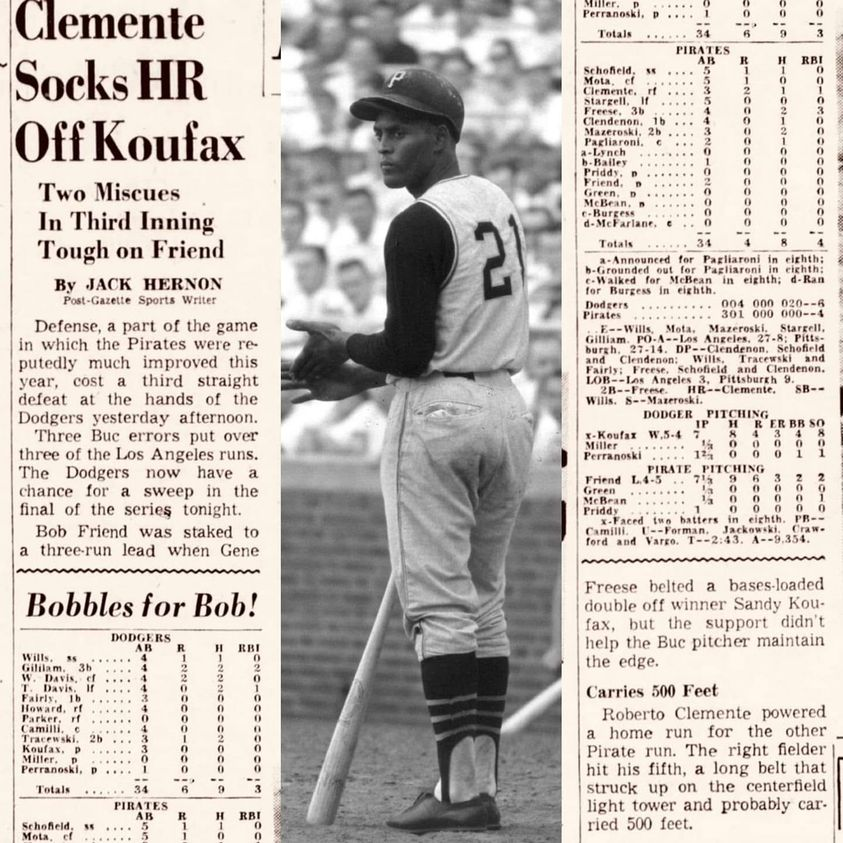 Clemente
Socks HR
Off Koufax
Two Miscues
In Third Inning
Tough on Friend
By JACK HERNON
Post-Gazette Sports Writer
Defense, a part of the game
in which the Pirates were re-
putedly much improved this
year, cost a third straight
defeat at the hands of the
Dodgers yesterday afternoon.
Three Buc errors put over
three of the Los Angeles runs.
The Dodgers now have a
chance for a sweep in the
final of the series tonight.
Bob Friend was staked to
a three-run lead when Gene
Bobbles for Bob!
DODGERS
AB R H RBI
Wills, ss ...... 4 1 1 0
Gilliam, 3b .... 4 2 2 2
W. Davis, cf .... 4 2 2 0
T. Davis, lf .... 4 0 2 1
Fairly, 1b ..... 3 0 0 0
Howard, rf .... 4 0 0 0
Parker, rf ..... 0 0 0 0
Camilli, c ..... 4 0 0 0
Tracewski, 2b ... 3 1 2 0
Koufax, p ..... 3 0 0 0
Miller, p ...... 0 0 0 0
Perranoski, p ... 1 0 0 0
Totals ...... 34 6 9 3
PIRATES
AB R H RBI
Schofield, ss .... 5 1 1 0
Mota, cf ....... 5 1 0 0
P
21
Miller, p ...... 0 0 0 0
Perranoski, p ... 1 0 0 0
Totals ...... 34 6 9 3
PIRATES
AB R H RBI
Schofield, ss .... 5 1 1 0
Mota, cf ....... 5 1 0 0
Clemente, rf .... 3 2 1 1
Stargell, lf ..... 5 0 0 0
Freese, 3b ..... 4 0 2 3
Clendenon, 1b ... 4 0 1 0
Mazeroski, 2b ... 3 0 2 0
Pagliaroni, c .... 2 0 1 0
a-Lynch ....... 0 0 0 0
b-Bailey ....... 1 0 0 0
Priddy, p ...... 0 0 0 0
Friend, p ...... 2 0 0 0
Green, p ...... 0 0 0 0
McBean, p ..... 0 0 0 0
c-Burgess ...... 0 0 0 0
d-McFarlane, c .. 0 0 0 0
Totals ...... 34 4 8 4
a-Announced for Pagliaroni in eighth;
b-Grounded out for Pagliaroni in eighth;
c-Walked for McBean in eighth; d-Ran
for Burgess in eighth.
Dodgers ........... 004 000 020--6
Pirates ........... 301 000 000--4
E--Wills, Mota, Mazeroski, Stargell,
Gilliam. PO-A--Los Angeles, 27-8; Pitts-
burgh, 27-14. DP--Clendenon, Schofield
and Clendenon; Wills, Tracewski and
Fairly; Freese, Schofield and Clendenon.
LOB--Los Angeles 3, Pittsburgh 9.
2B--Freese. HR--Clemente. SB--
Wills. S--Mazeroski.
DODGER PITCHING
IP H R ER BB SO
x-Koufax W,5-4 7 8 4 3 4 8
Miller ...... ⅓ 0 0 0 0 0
Perranoski ... 1⅔ 0 0 0 1 1
PIRATE PITCHING
Friend L,4-5 .. 7⅓ 9 6 3 2 2
Green ....... ⅓ 0 0 0 0 0
McBean ...... ⅓ 0 0 0 0 1
Priddy ....... 1 0 0 0 0 0
x-Faced two batters in eighth. PB--
Camilli. U--Forman, Jackowski, Craw-
ford and Vargo. T--2:43. A--9,354.
Freese belted a bases-loaded
double off winner Sandy Kou-
fax, but the support didn't
help the Buc pitcher maintain
the edge.
Carries 500 Feet
Roberto Clemente powered
a home run for the other
Pirate run. The right fielder
hit his fifth, a long belt that
struck up on the centerfield
light tower and probably car-
ried 500 feet.